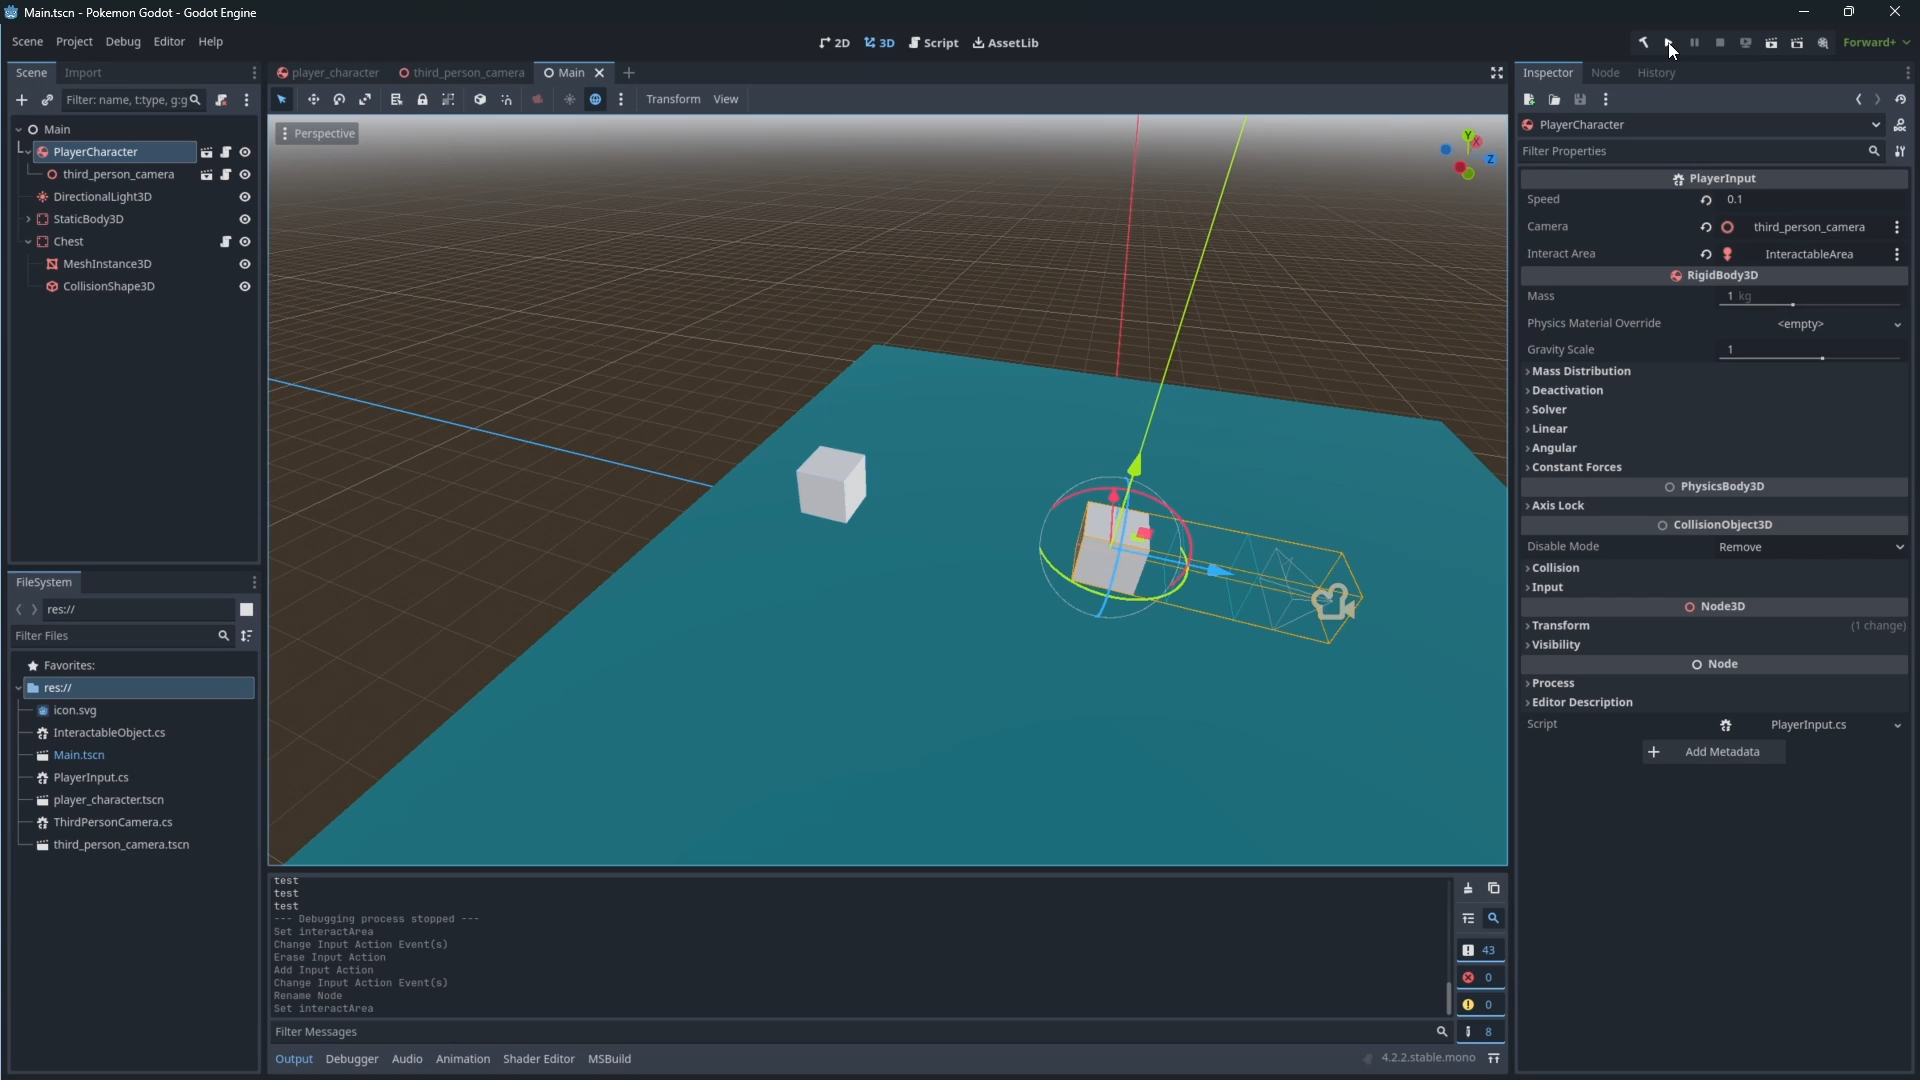 Main.tscn - Pokemon Godot - Godot Engine
Scene Project Debug Editor Help
2D 3D Script AssetLib
Forward+
Scene Import
Filter: name, t:type, g:g
Main
PlayerCharacter
third_person_camera
DirectionalLight3D
StaticBody3D
Chest
MeshInstance3D
CollisionShape3D
FileSystem
res://
Filter Files
Favorites:
res://
icon.svg
InteractableObject.cs
Main.tscn
PlayerInput.cs
player_character.tscn
ThirdPersonCamera.cs
third_person_camera.tscn
player_character third_person_camera Main
Transform View
Perspective
Y X Z
test
test
test
--- Debugging process stopped ---
Set interactArea
Change Input Action Event(s)
Erase Input Action
Add Input Action
Change Input Action Event(s)
Rename Node
Set interactArea
43
0
0
8
Filter Messages
Output Debugger Audio Animation Shader Editor MSBuild
4.2.2.stable.mono
Inspector Node History
PlayerCharacter
DOC
Filter Properties
PlayerInput
Speed 0.1
Camera third_person_camera
Interact Area InteractableArea
RigidBody3D
Mass 1 kg
Physics Material Override <empty>
Gravity Scale 1
Mass Distribution
Deactivation
Solver
Linear
Angular
Constant Forces
PhysicsBody3D
Axis Lock
CollisionObject3D
Disable Mode Remove
Collision
Input
Node3D
Transform (1 change)
Visibility
Node
Process
Editor Description
Script PlayerInput.cs
Add Metadata